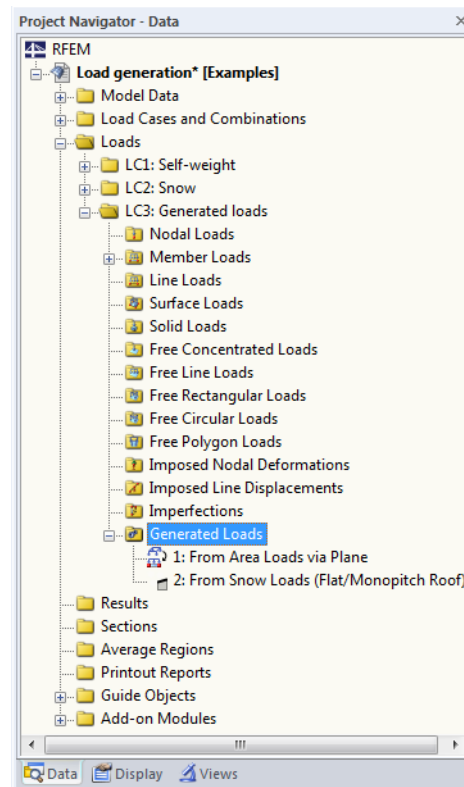 Project Navigator - Data
RFEM
Load generation* [Examples]
Model Data
Load Cases and Combinations
Loads
LC1: Self-weight
LC2: Snow
LC3: Generated loads
Nodal Loads
Member Loads
Line Loads
Surface Loads
Solid Loads
Free Concentrated Loads
Free Line Loads
Free Rectangular Loads
Free Circular Loads
Free Polygon Loads
Imposed Nodal Deformations
Imposed Line Displacements
Imperfections
Generated Loads
1: From Area Loads via Plane
2: From Snow Loads (Flat/Monopitch Roof)
Results
Sections
Average Regions
Printout Reports
Guide Objects
Add-on Modules
Data Display Views